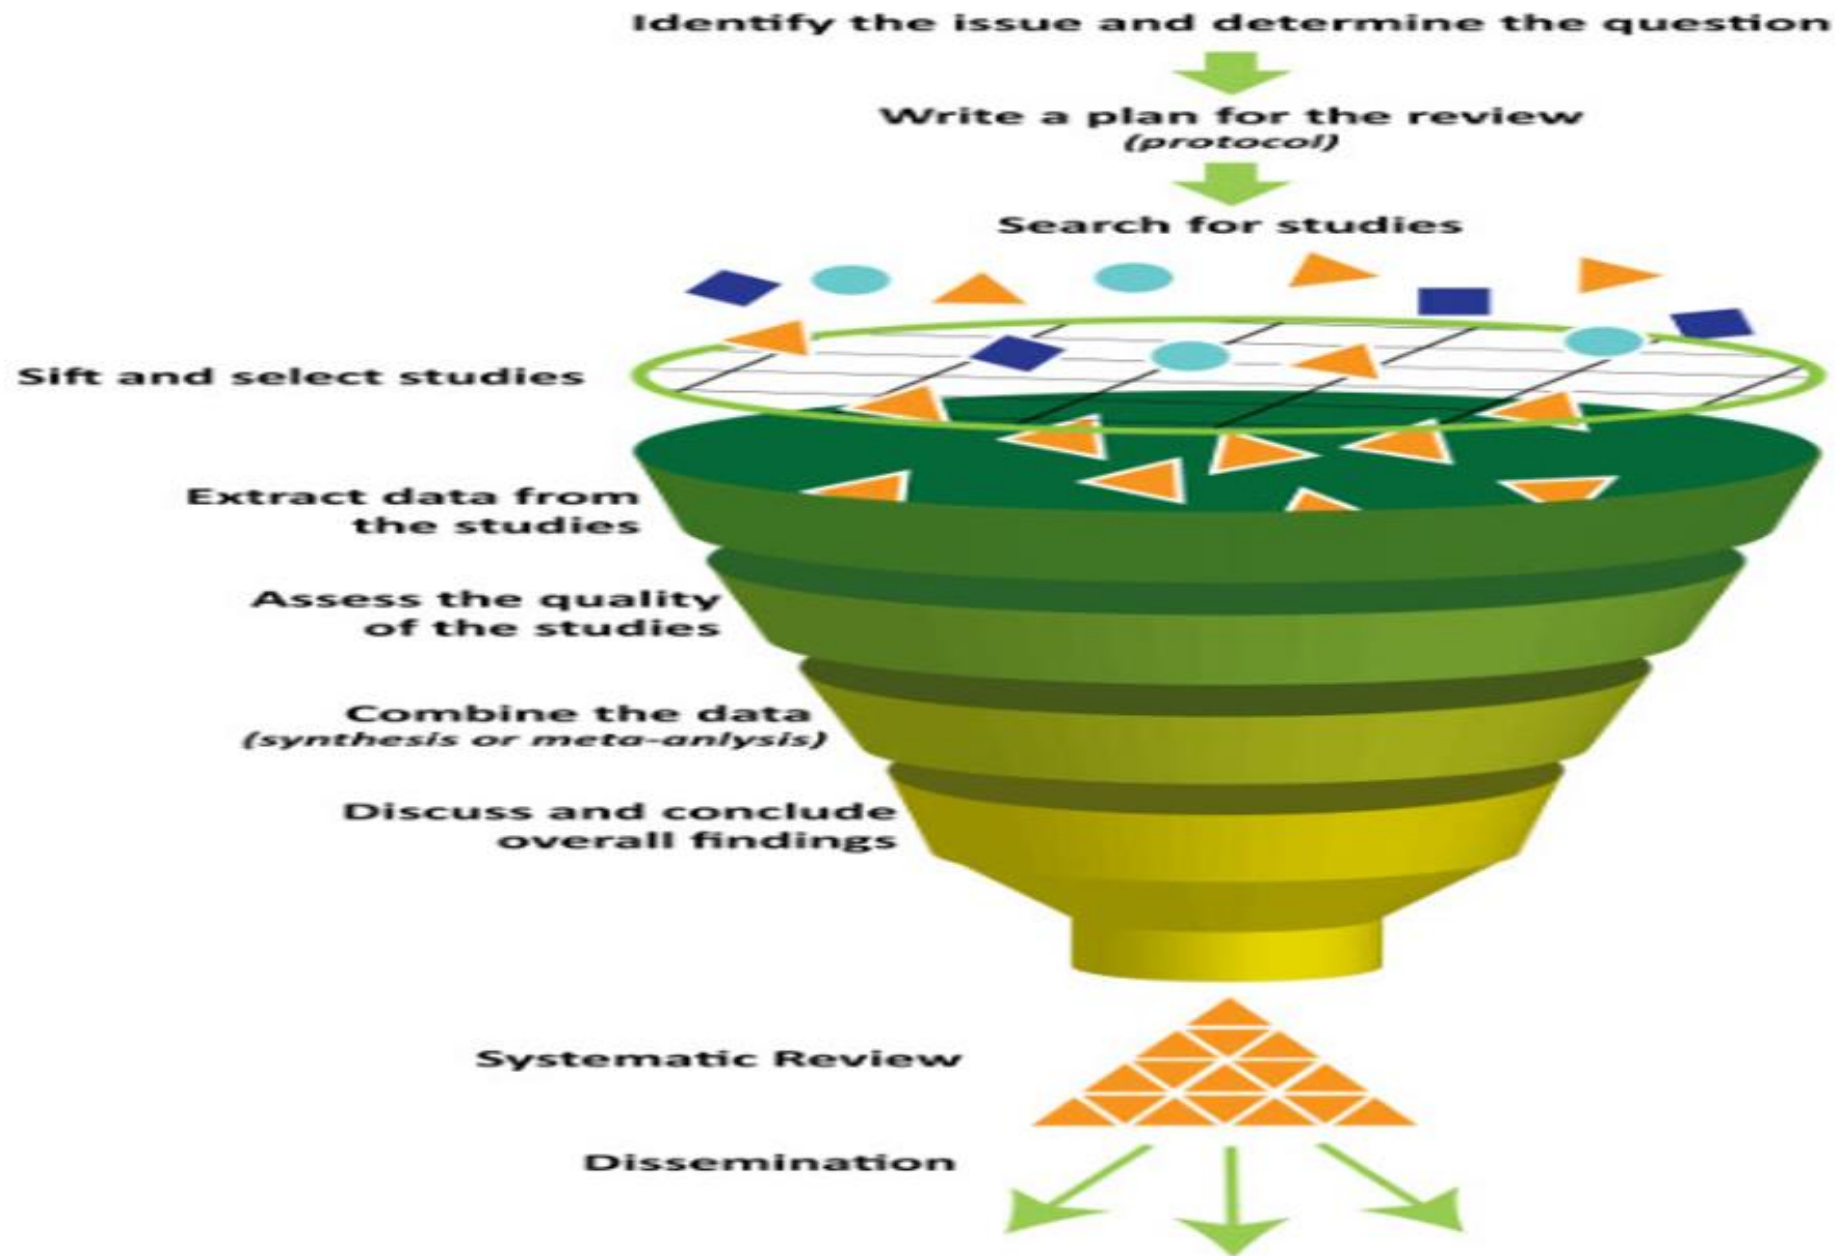 Identify the issue and determine the question
Write a plan for the review
(protocol)
Search for studies
Sift and select studies
Extract data from
the studies
Assess the quality
of the studies
Combine the data
(synthesis or meta-anlysis)
Discuss and conclude
overall findings
Systematic Review
Dissemination